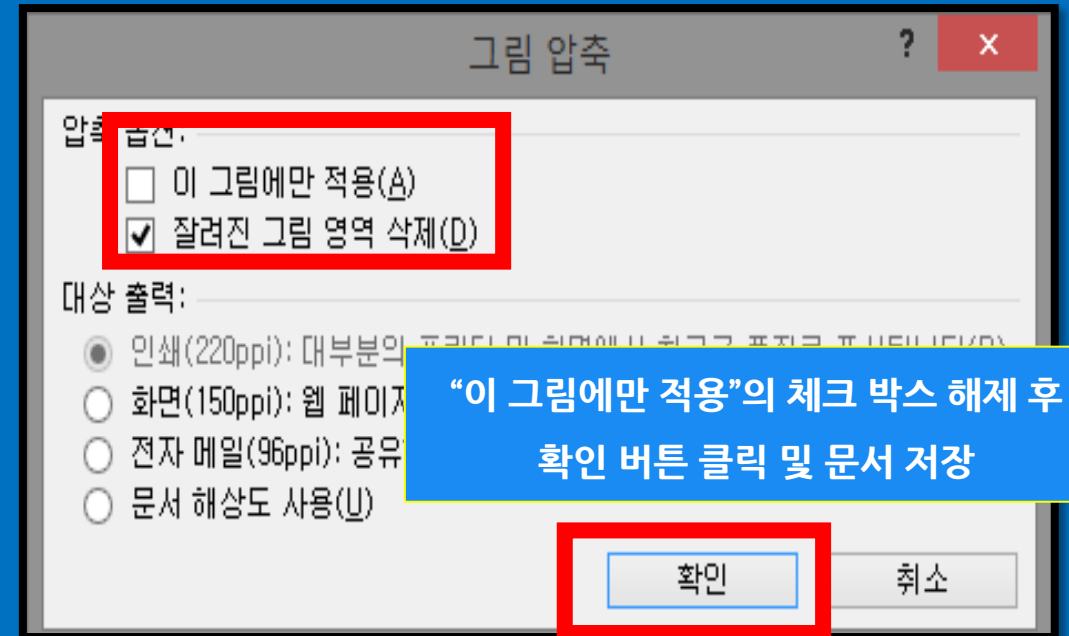 그림 압축
?
x
압축 옵션:
이 그림에만 적용(A)
잘려진 그림 영역 삭제(D)
대상 출력:
인쇄(220ppi): 대부분의
화면(150ppi): 웹 페이지
전자 메일(96ppi): 공유
문서 해상도 사용(U)
“이 그림에만 적용”의 체크 박스 해제 후
확인 버튼 클릭 및 문서 저장
확인
취소